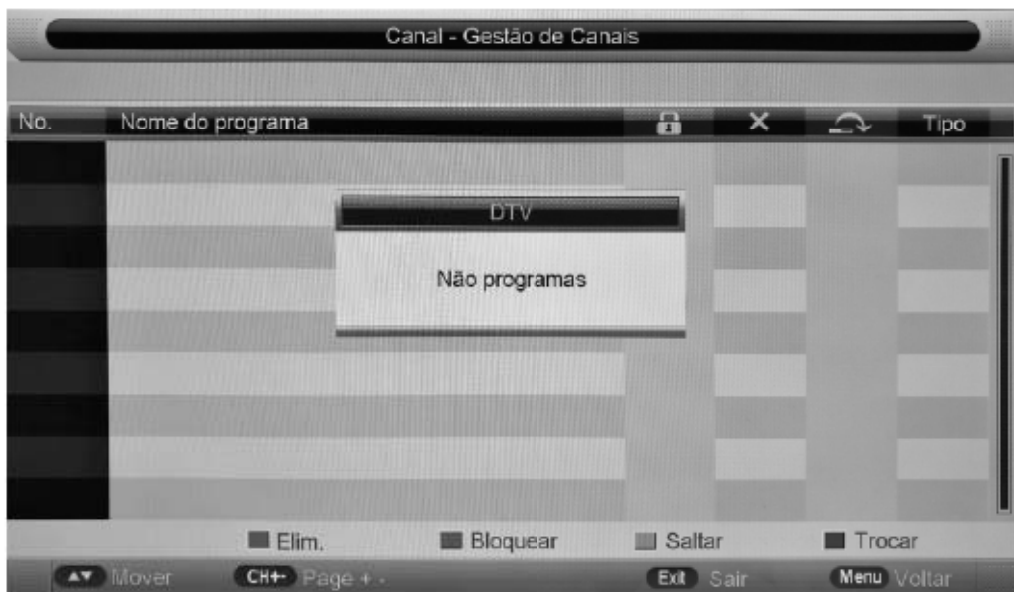 Canal - Gestão de Canais
No. Nome do programa Tipo
DTV
Não programas
Elim. Bloquear Saltar Trocar
Mover CH+- Page + - Exit Sair Menu Voltar